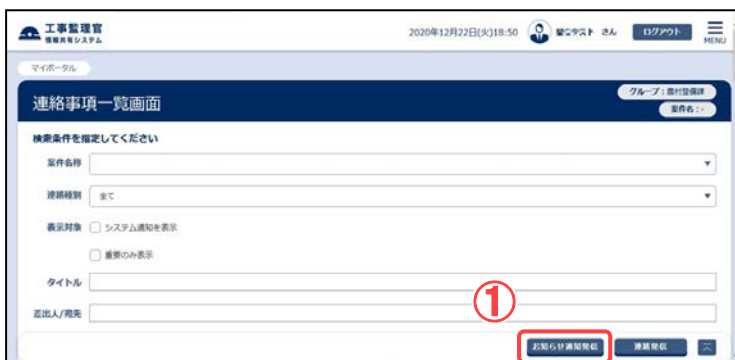 工事監理官
情報共有システム
2020年12月22日(火)18:50
さん
ログアウト
MENU
マイポータル
連絡事項一覧画面
グループ：農村整備課
案件名：-
検索条件を指定してください
案件名称
連絡種別
全て
表示対象
システム通知を表示
重要のみ表示
タイトル
差出人/宛先
①
お知らせ通知発信
連絡発信